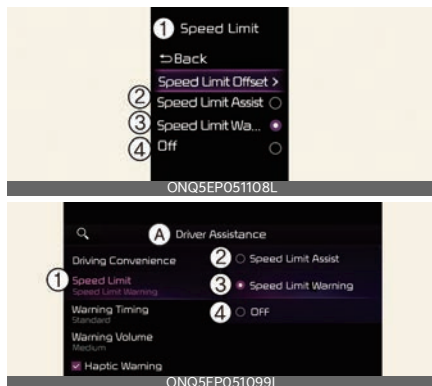 ① Speed Limit
Back
Speed Limit Offset >
② Speed Limit Assist
③ Speed Limit Wa...
④ Off
ONQ5EP051108L
Ⓐ Driver Assistance
Driving Convenience
① Speed Limit
Speed Limit Warning
② Speed Limit Assist
③ Speed Limit Warning
Warning Timing
Standard
④ OFF
Warning Volume
Medium
Haptic Warning
ONQ5EP051099L